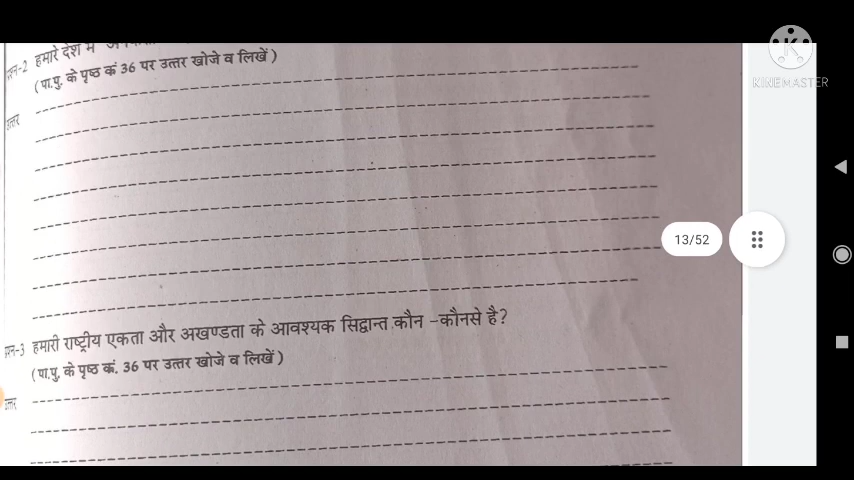 प्रश्न-2 हमारे देश में
(पा.पु. के पृष्ठ कं 36 पर उत्तर खोजे व लिखें )
उत्तर
KINEMASTER
13/52
प्रश्न-3 हमारी राष्ट्रीय एकता और अखण्डता के आवश्यक सिद्वान्त कौन -कौनसे है?
(पा.पु. के पृष्ठ कं. 36 पर उत्तर खोजे व लिखें )
उत्तर